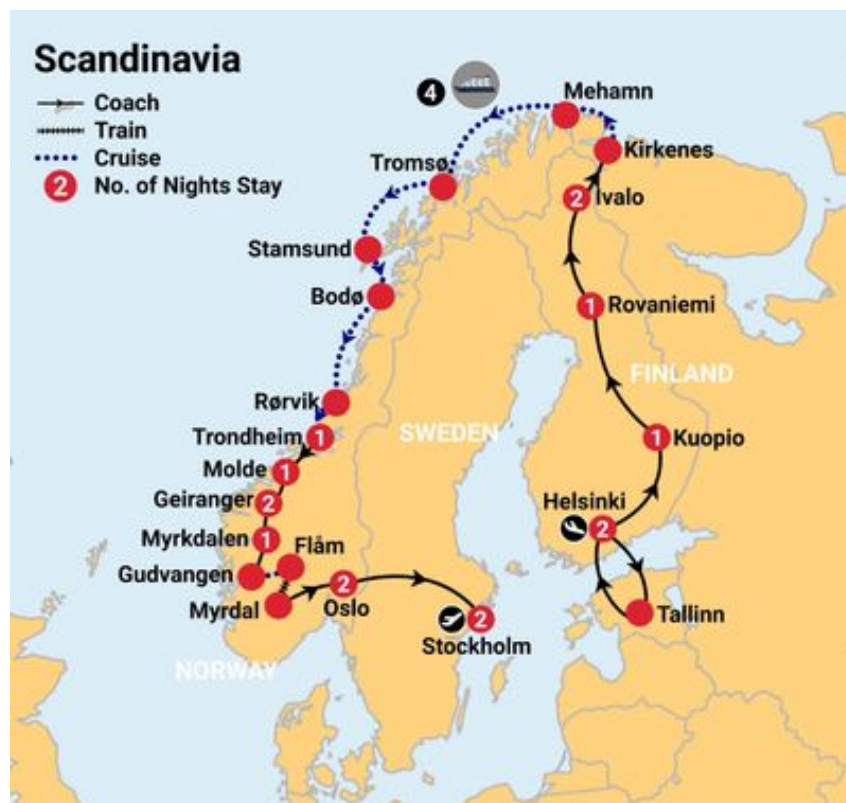 Scandinavia
Coach
Train
Cruise
2 No. of Nights Stay
4
Mehamn
Kirkenes
Tromsø
2 Ivalo
Stamsund
Bodø
1 Rovaniemi
FINLAND
Rørvik
SWEDEN
Trondheim 1
1 Kuopio
Molde 1
Geiranger 2
Helsinki
2
Myrkdalen 1
Flåm
Gudvangen
2
Myrdal
Oslo
Tallinn
2
Stockholm
NORWAY